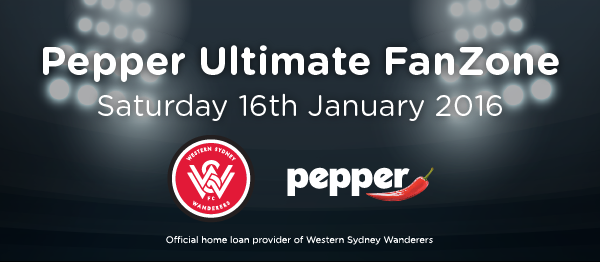 Pepper Ultimate FanZone
Saturday 16th January 2016
WESTERN SYDNEY
WSW
FC
WANDERERS
pepper
Official home loan provider of Western Sydney Wanderers